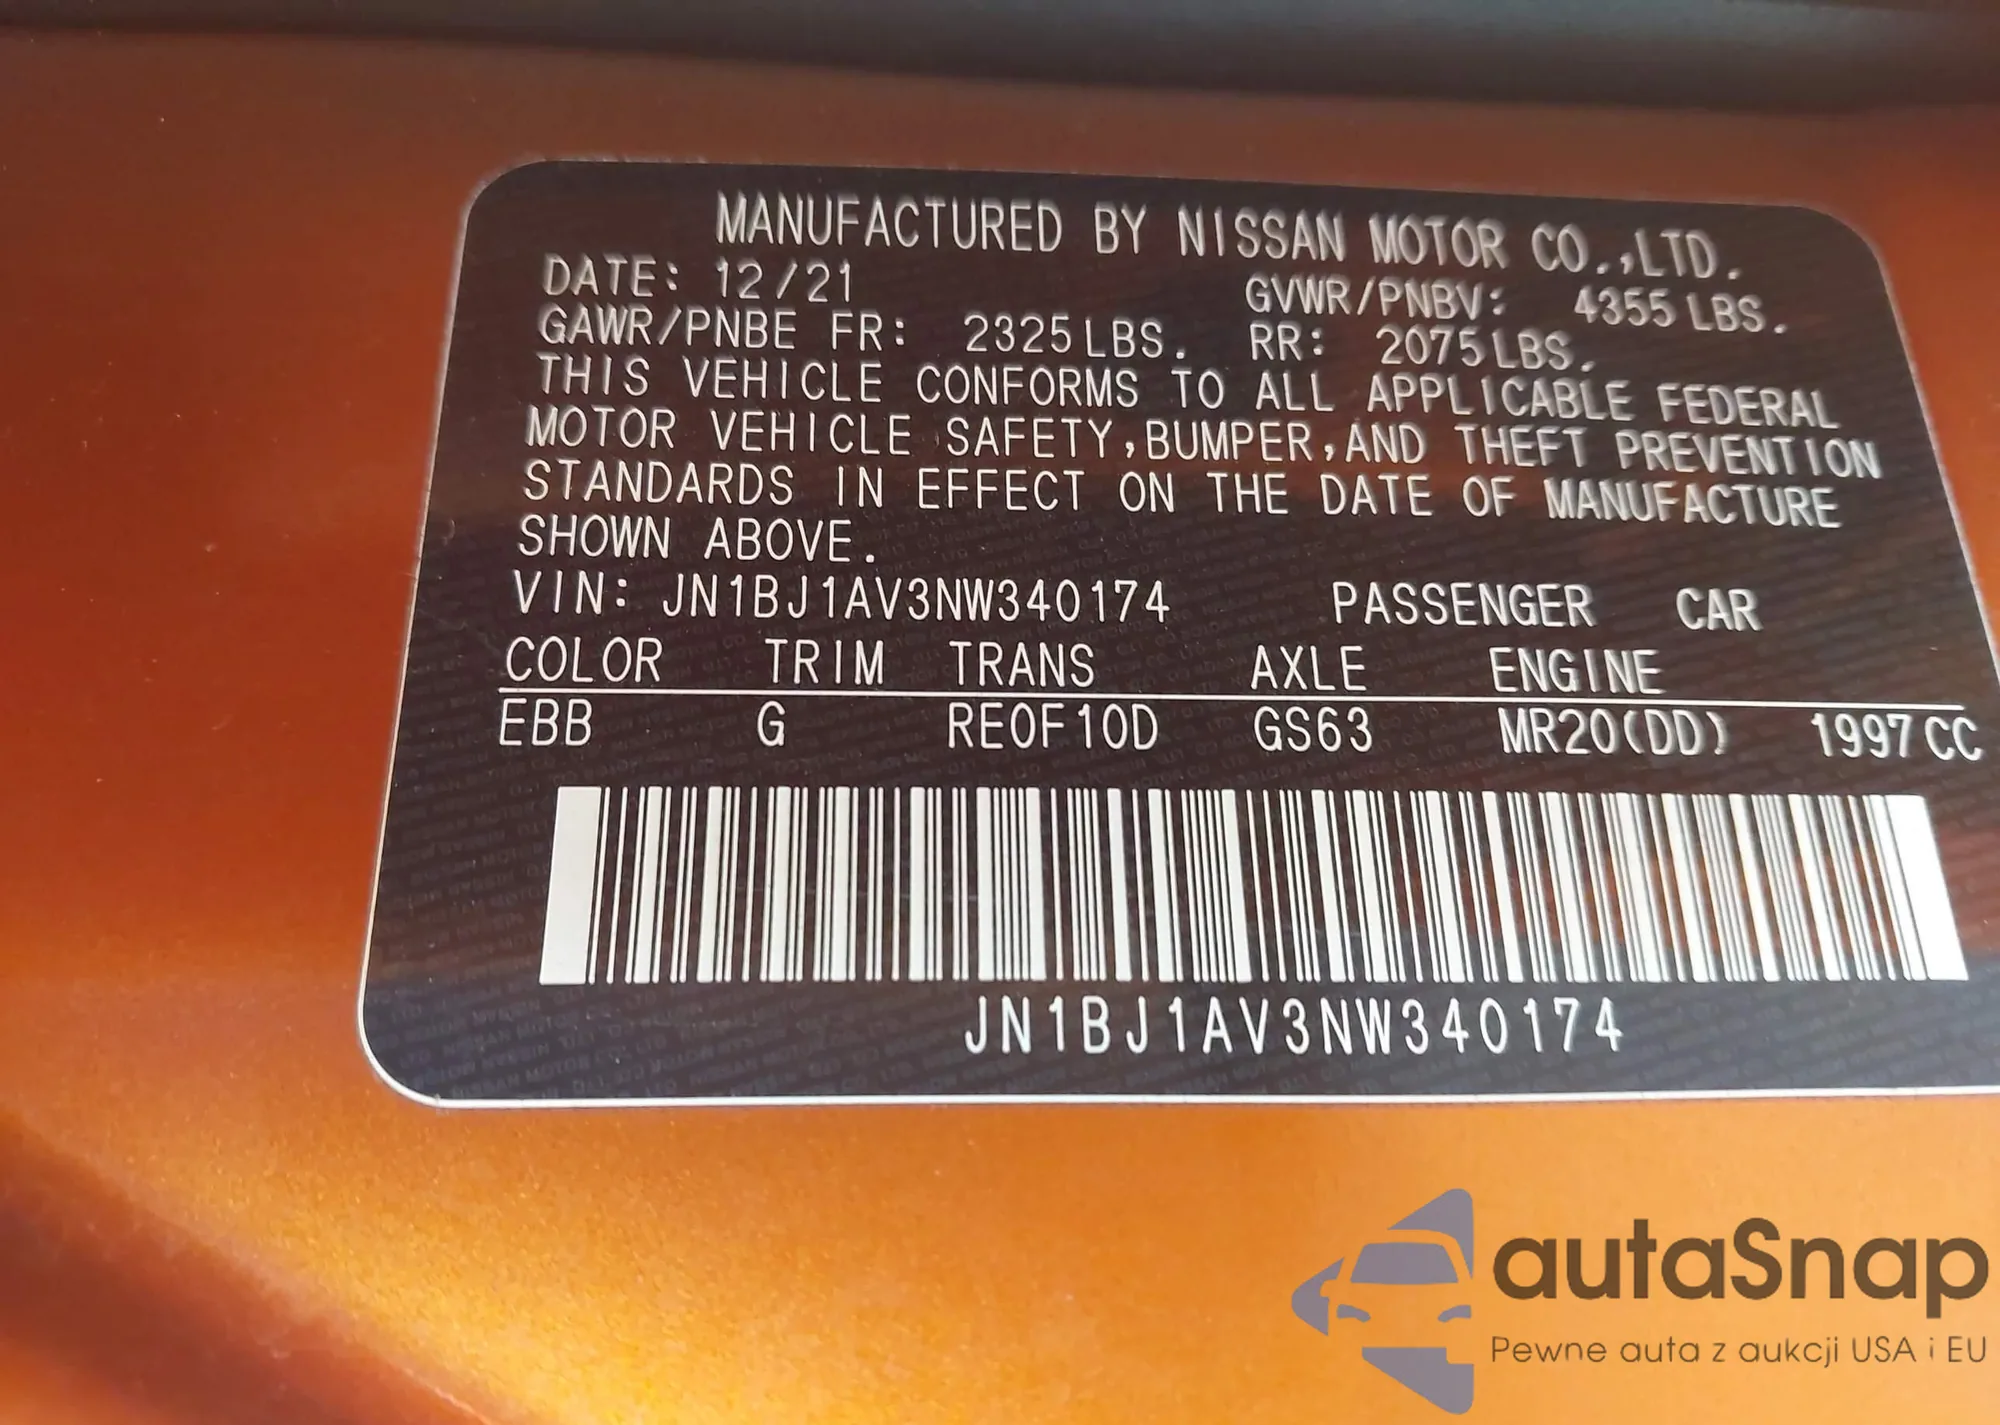 MANUFACTURED BY NISSAN MOTOR CO.,LTD.
DATE: 12/21 GVWR/PNBV: 4355 LBS.
GAWR/PNBE FR: 2325 LBS. RR: 2075 LBS.
THIS VEHICLE CONFORMS TO ALL APPLICABLE FEDERAL
MOTOR VEHICLE SAFETY,BUMPER,AND THEFT PREVENTION
STANDARDS IN EFFECT ON THE DATE OF MANUFACTURE
SHOWN ABOVE.
VIN: JN1BJ1AV3NW340174 PASSENGER CAR
COLOR TRIM TRANS AXLE ENGINE
EBB G RE0F10D GS63 MR20(DD) 1997 CC
JN1BJ1AV3NW340174
autaSnap
Pewne auta z aukcji USA i EU